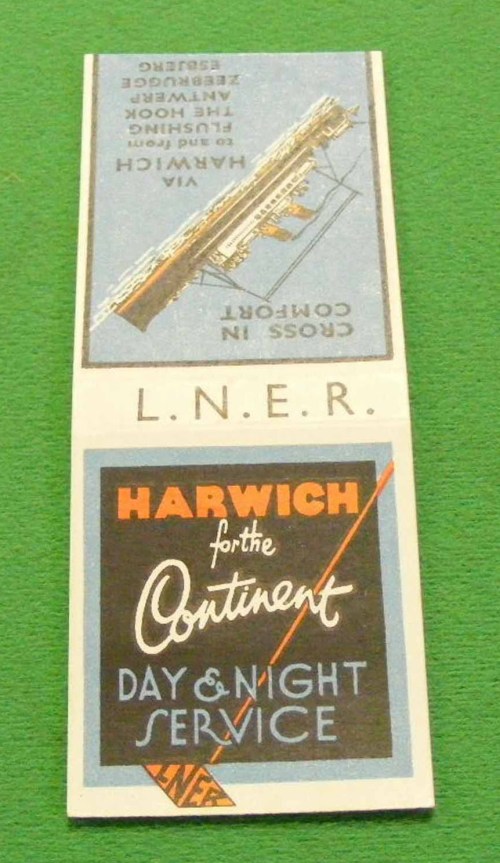 CROSS IN
COMFORT
VIA
HARWICH
to and from
FLUSHING
THE HOOK
ANTWERP
ZEEBRUGGE
ESBJERG
L.N.E.R.
HARWICH
for the
Continent
DAY & NIGHT
SERVICE
LNER